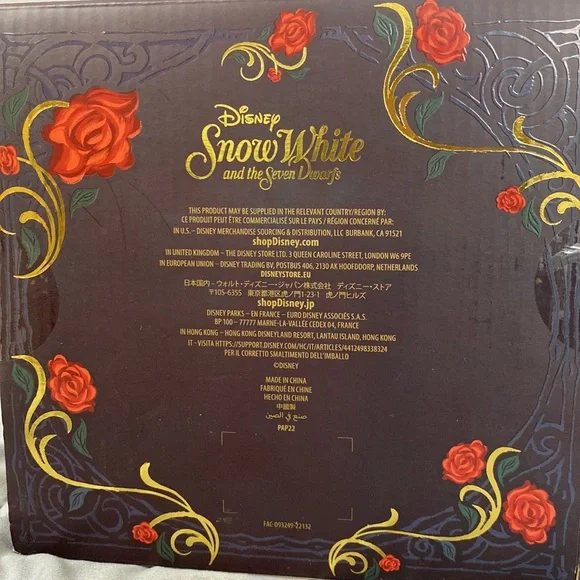 Disney
Snow White
and the Seven Dwarfs
THIS PRODUCT MAY BE SUPPLIED IN THE RELEVANT COUNTRY/REGION BY:
CE PRODUIT PEUT ÊTRE COMMERCIALISÉ SUR LE PAYS / RÉGION CONCERNÉ PAR:
IN U.S. – DISNEY MERCHANDISE SOURCING & DISTRIBUTION, LLC BURBANK, CA 91521
shopDisney.com
IN UNITED KINGDOM – THE DISNEY STORE LTD. 3 QUEEN CAROLINE STREET, LONDON W6 9PE
IN EUROPEAN UNION – DISNEY TRADING BV, POSTBUS 406, 2130 AK HOOFDDORP, NETHERLANDS
DISNEYSTORE.EU
日本国内 – ウォルト・ディズニー・ジャパン株式会社 ディズニーストア
〒105-6355 東京都港区虎ノ門1-23-1 虎ノ門ヒルズ
shopDisney.jp
DISNEY PARKS – EN FRANCE – EURO DISNEY ASSOCIÉS S.A.S.
BP 100 – 77777 MARNE-LA-VALLÉE CEDEX 04, FRANCE
IN HONG KONG – HONG KONG DISNEYLAND RESORT, LANTAU ISLAND, HONG KONG
IT - VISITA HTTPS://SUPPORT.DISNEY.COM/HC/IT/ARTICLES/4412498338324
PER IL CORRETTO SMALTIMENTO DELL'IMBALLO
©DISNEY
MADE IN CHINA
FABRIQUÉ EN CHINE
HECHO EN CHINA
中國製
صنع في الصين
PAP22
FAC-093249-22132